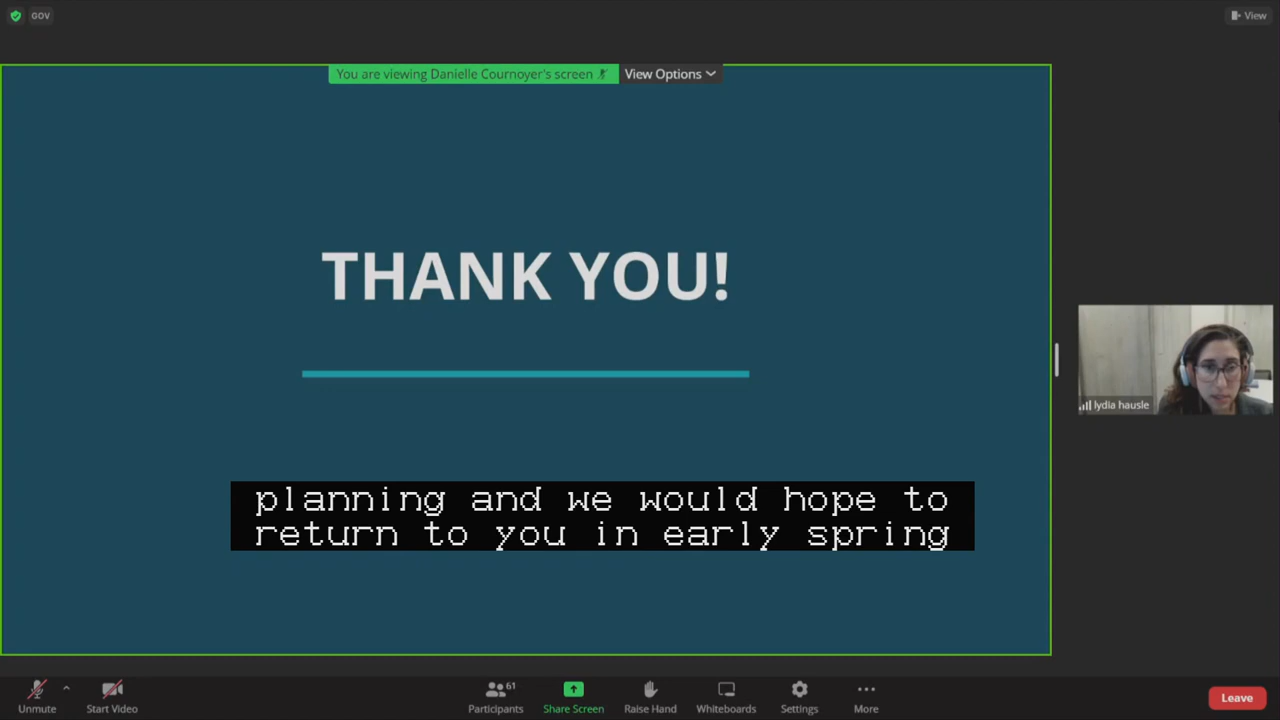 GOV
View
You are viewing Danielle Cournoyer's screen
View Options
THANK YOU!
lydia hausle
planning and we would hope to
return to you in early spring
Unmute
Start Video
61
Participants
Share Screen
Raise Hand
Whiteboards
Settings
More
Leave